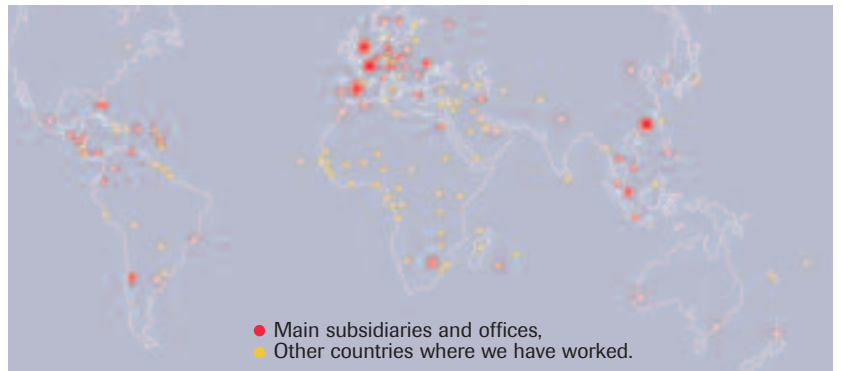 Main subsidiaries and offices,
Other countries where we have worked.